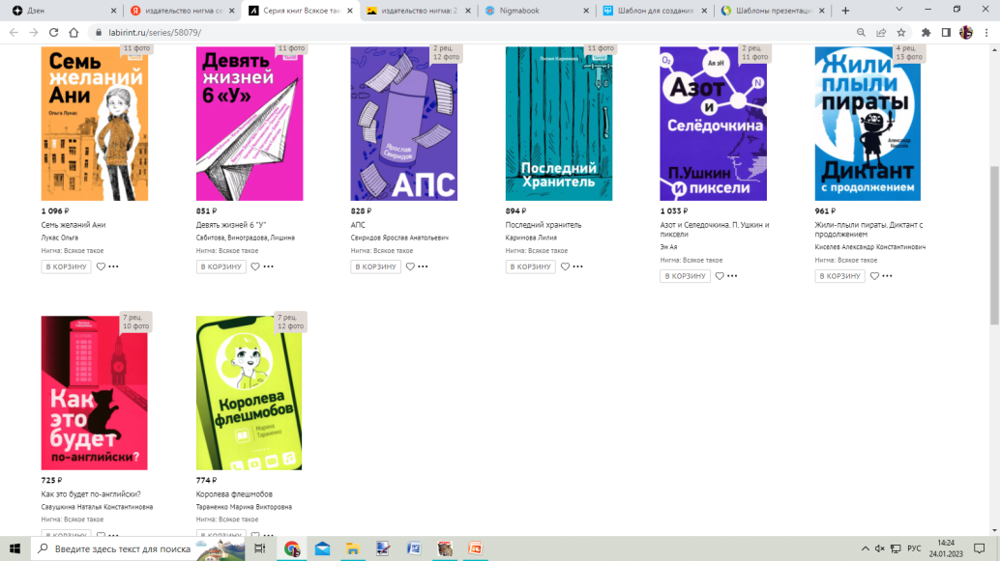 Дзен
издательство нигма се
Серия книг Всякое так
издательство нигма: 2
Nigmabook
Шаблон для создания
Шаблоны презентаци
labirint.ru/series/58079/
11 фото
11 фото
2 рец.
12 фото
11 фото
2 рец.
11 фото
4 рец.
13 фото
Семь
желаний
Ани
Ольга Лукас
Девять
жизней
6 «У»
Ярослав
Свиридов
АПС
Лилия Каримова
Последний
Хранитель
O₂
Ая эН
N
Азот
и
Селёдочкина
П.Ушкин
и пиксели
Жили-
плыли
пираты
Александр
Киселёв
Диктант
с продолжением
1 096 ₽
851 ₽
828 ₽
894 ₽
1 033 ₽
961 ₽
Семь желаний Ани
Девять жизней 6 "У"
АПС
Последний хранитель
Азот и Селедочкина. П. Ушкин и
пиксели
Жили-плыли пираты. Диктант с
продолжением
Лукас Ольга
Сабитова, Виноградова, Лишина
Свиридов Ярослав Анатольевич
Каримова Лилия
Эн Ая
Киселев Александр Константинович
Нигма: Всякое такое
Нигма: Всякое такое
Нигма: Всякое такое
Нигма: Всякое такое
Нигма: Всякое такое
Нигма: Всякое такое
В КОРЗИНУ
В КОРЗИНУ
В КОРЗИНУ
В КОРЗИНУ
В КОРЗИНУ
В КОРЗИНУ
7 рец.
10 фото
7 рец.
12 фото
Как
это
будет
по-английски?
Королева
флешмобов
Марина
Тараненко
725 ₽
774 ₽
Как это будет по-английски?
Королева флешмобов
Савушкина Наталья Константиновна
Тараненко Марина Викторовна
Нигма: Всякое такое
Нигма: Всякое такое
В КОРЗИНУ
В КОРЗИНУ
Введите здесь текст для поиска
РУС
14:24
24.01.2023